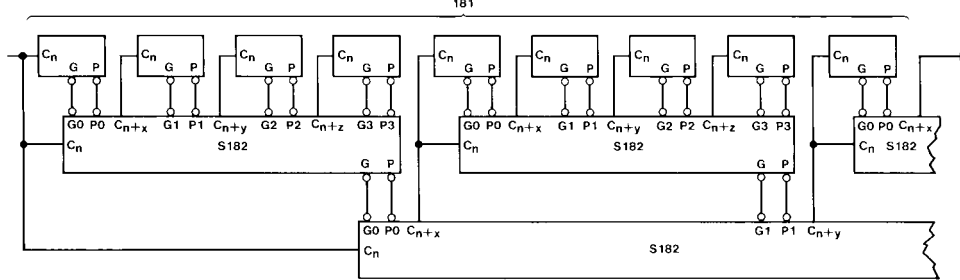 181
Cn Cn Cn Cn Cn Cn Cn Cn Cn
G P G P G P G P G P G P G P G P G P
G0 P0 Cn+x G1 P1 Cn+y G2 P2 Cn+z G3 P3 G0 P0 Cn+x G1 P1 Cn+y G2 P2 Cn+z G3 P3 G0 P0 Cn+x
Cn S182 Cn S182 Cn S182
G P G P
G0 P0 Cn+x G1 P1 Cn+y
Cn S182